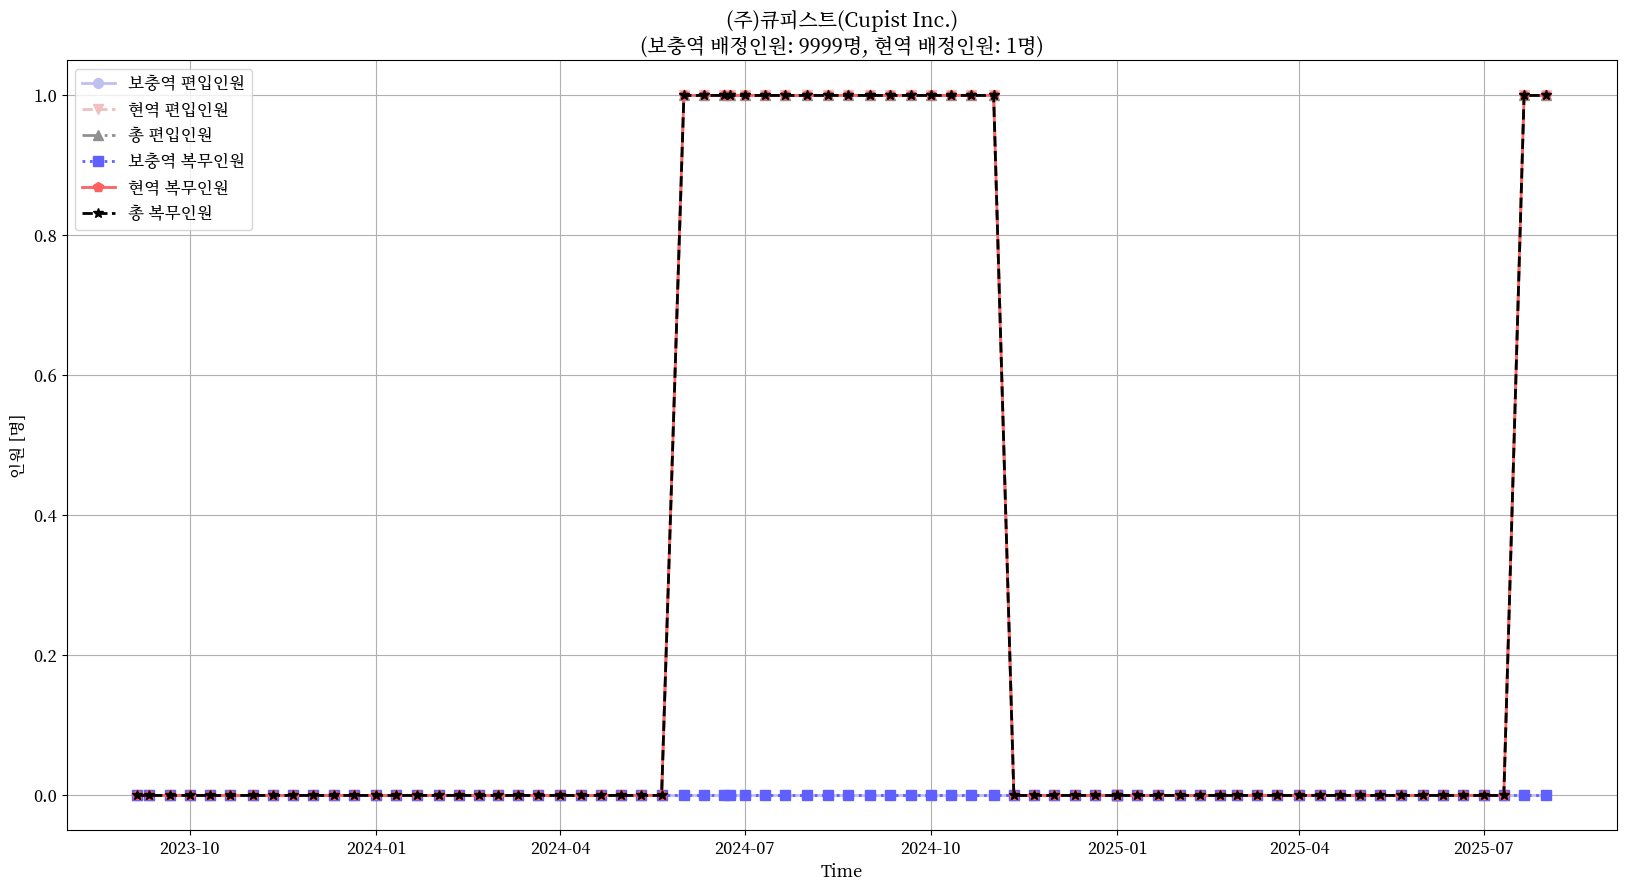 (주)큐피스트(Cupist Inc.)
(보충역 배정인원: 9999명, 현역 배정인원: 1명)
보충역 편입인원
현역 편입인원
총 편입인원
보충역 복무인원
현역 복무인원
총 복무인원
인원 [명]
1.0
0.8
0.6
0.4
0.2
0.0
2023-10
2024-01
2024-04
2024-07
2024-10
2025-01
2025-04
2025-07
Time